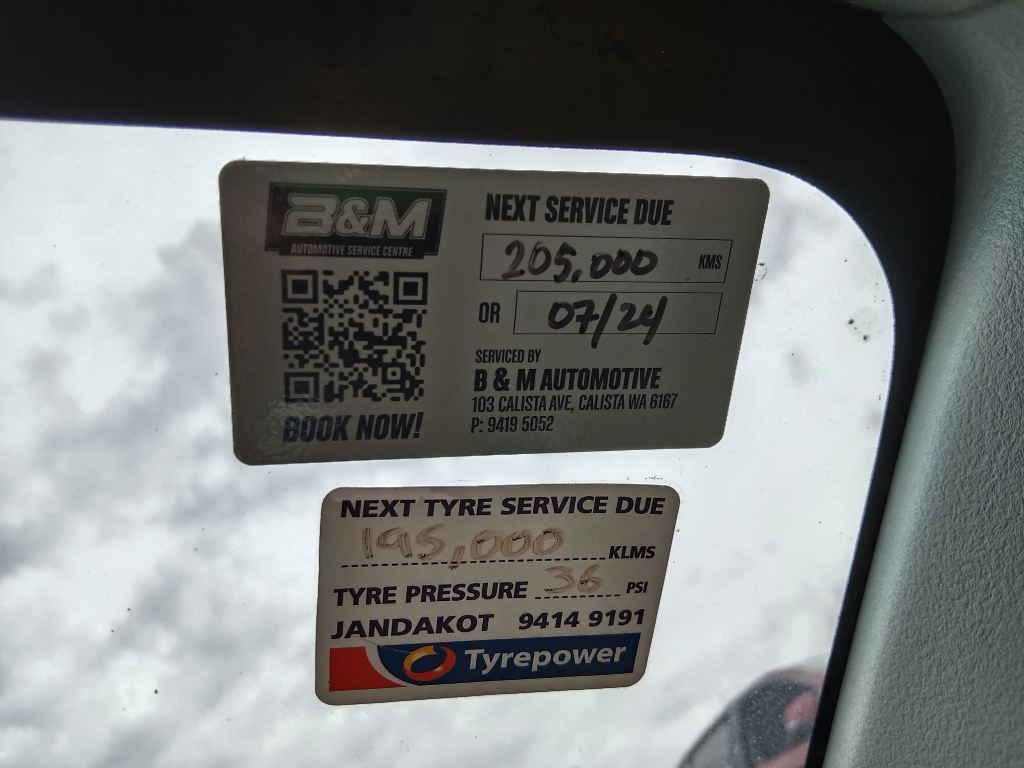 B&M
AUTOMOTIVE SERVICE CENTRE
BOOK NOW!
NEXT SERVICE DUE
205,000 KMS
OR 07/24
SERVICED BY
B & M AUTOMOTIVE
103 CALISTA AVE, CALISTA WA 6167
P: 9419 5052
NEXT TYRE SERVICE DUE
195,000 KLMS
TYRE PRESSURE 36 PSI
JANDAKOT 9414 9191
Tyrepower